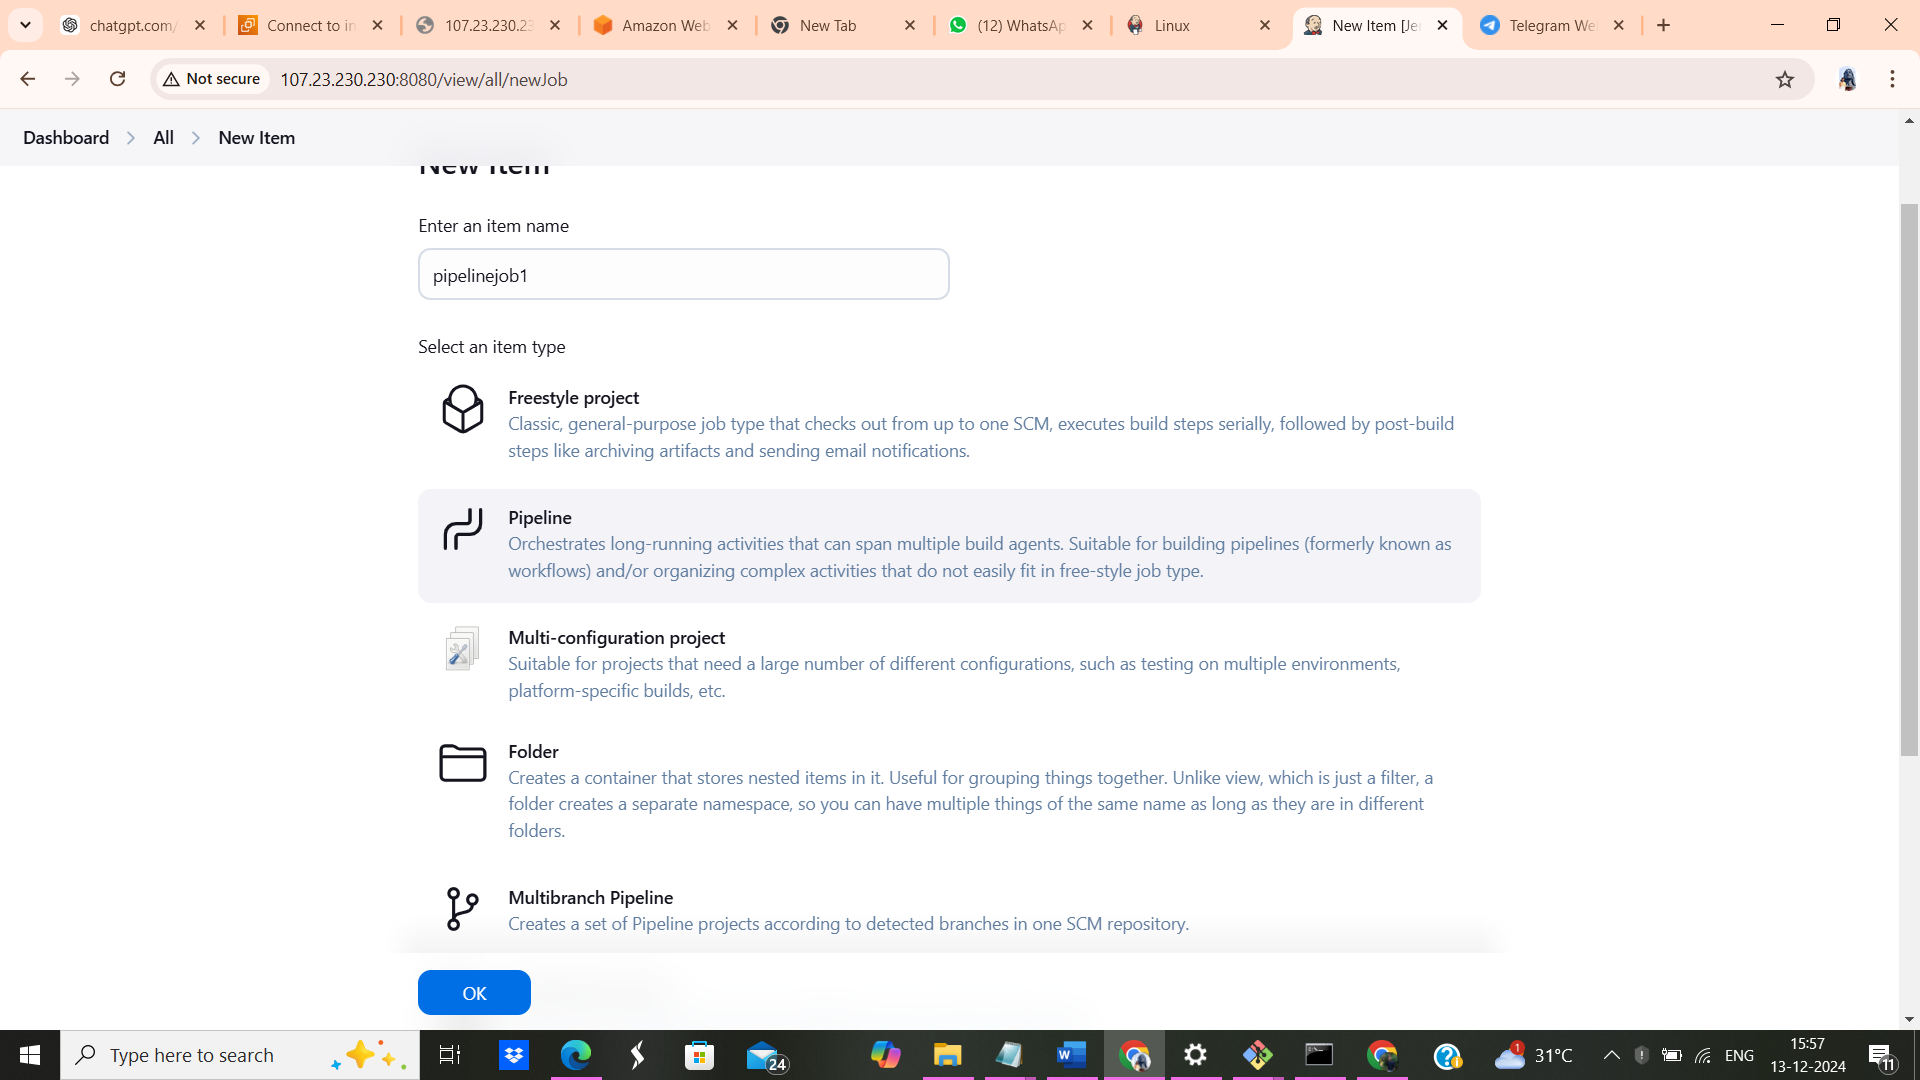 chatgpt.com/
Connect to in
107.23.230.23
Amazon Web
New Tab
(12) WhatsAp
Linux
New Item [Je
Telegram We
Not secure
107.23.230.230:8080/view/all/newJob
Dashboard
All
New Item
New Item
Enter an item name
pipelinejob1
Select an item type
Freestyle project
Classic, general-purpose job type that checks out from up to one SCM, executes build steps serially, followed by post-build
steps like archiving artifacts and sending email notifications.
Pipeline
Orchestrates long-running activities that can span multiple build agents. Suitable for building pipelines (formerly known as
workflows) and/or organizing complex activities that do not easily fit in free-style job type.
Multi-configuration project
Suitable for projects that need a large number of different configurations, such as testing on multiple environments,
platform-specific builds, etc.
Folder
Creates a container that stores nested items in it. Useful for grouping things together. Unlike view, which is just a filter, a
folder creates a separate namespace, so you can have multiple things of the same name as long as they are in different
folders.
Multibranch Pipeline
Creates a set of Pipeline projects according to detected branches in one SCM repository.
OK
Type here to search
24
1
31°C
ENG
15:57
13-12-2024
11